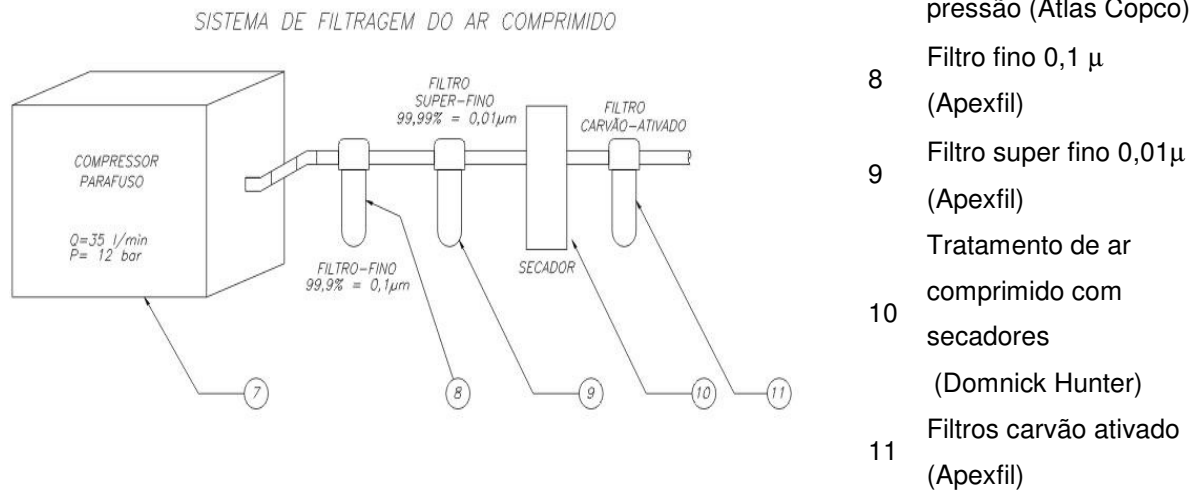 SISTEMA DE FILTRAGEM DO AR COMPRIMIDO
COMPRESSOR
PARAFUSO
Q=35 l/min
P= 12 bar
FILTRO-FINO
99,9% = 0,1µm
FILTRO
SUPER-FINO
99,99% = 0,01µm
SECADOR
FILTRO
CARVÃO-ATIVADO
7
8
9
10
11
pressão (Atlas Copco)
8
Filtro fino 0,1 µ
(Apexfil)
9
Filtro super fino 0,01µ
(Apexfil)
10
Tratamento de ar
comprimido com
secadores
(Domnick Hunter)
11
Filtros carvão ativado
(Apexfil)